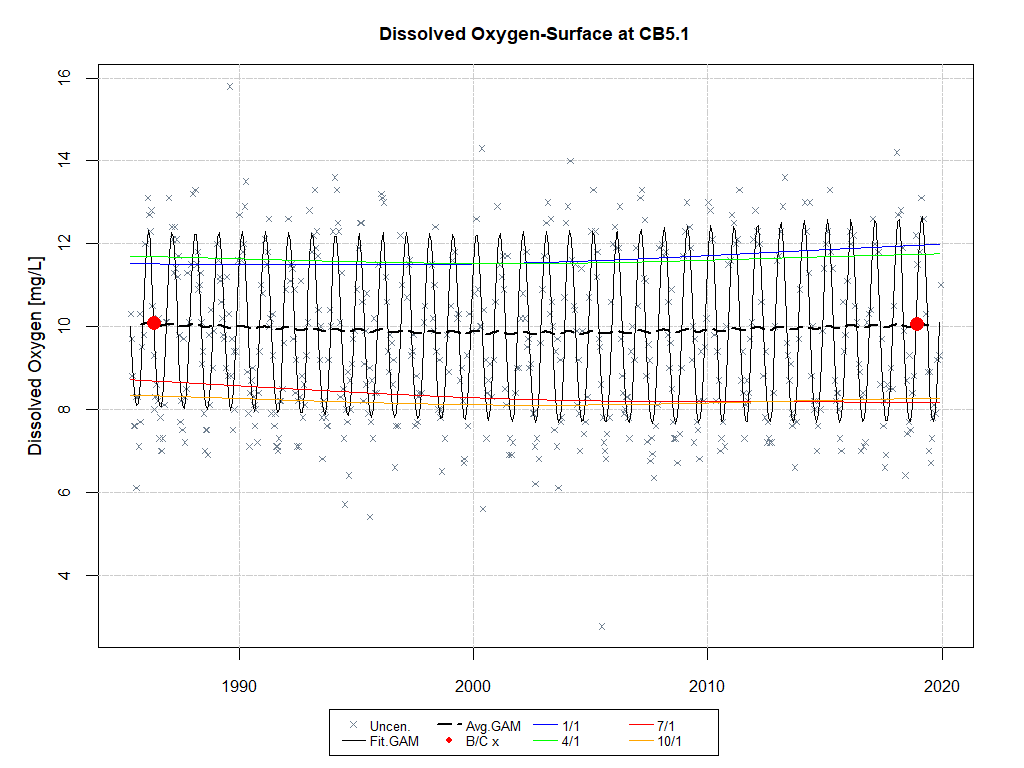 Dissolved Oxygen-Surface at CB5.1
Dissolved Oxygen [mg/L]
16
14
12
10
8
6
4
1990
2000
2010
2020
Uncen. Avg.GAM 1/1 7/1
Fit.GAM B/C x 4/1 10/1